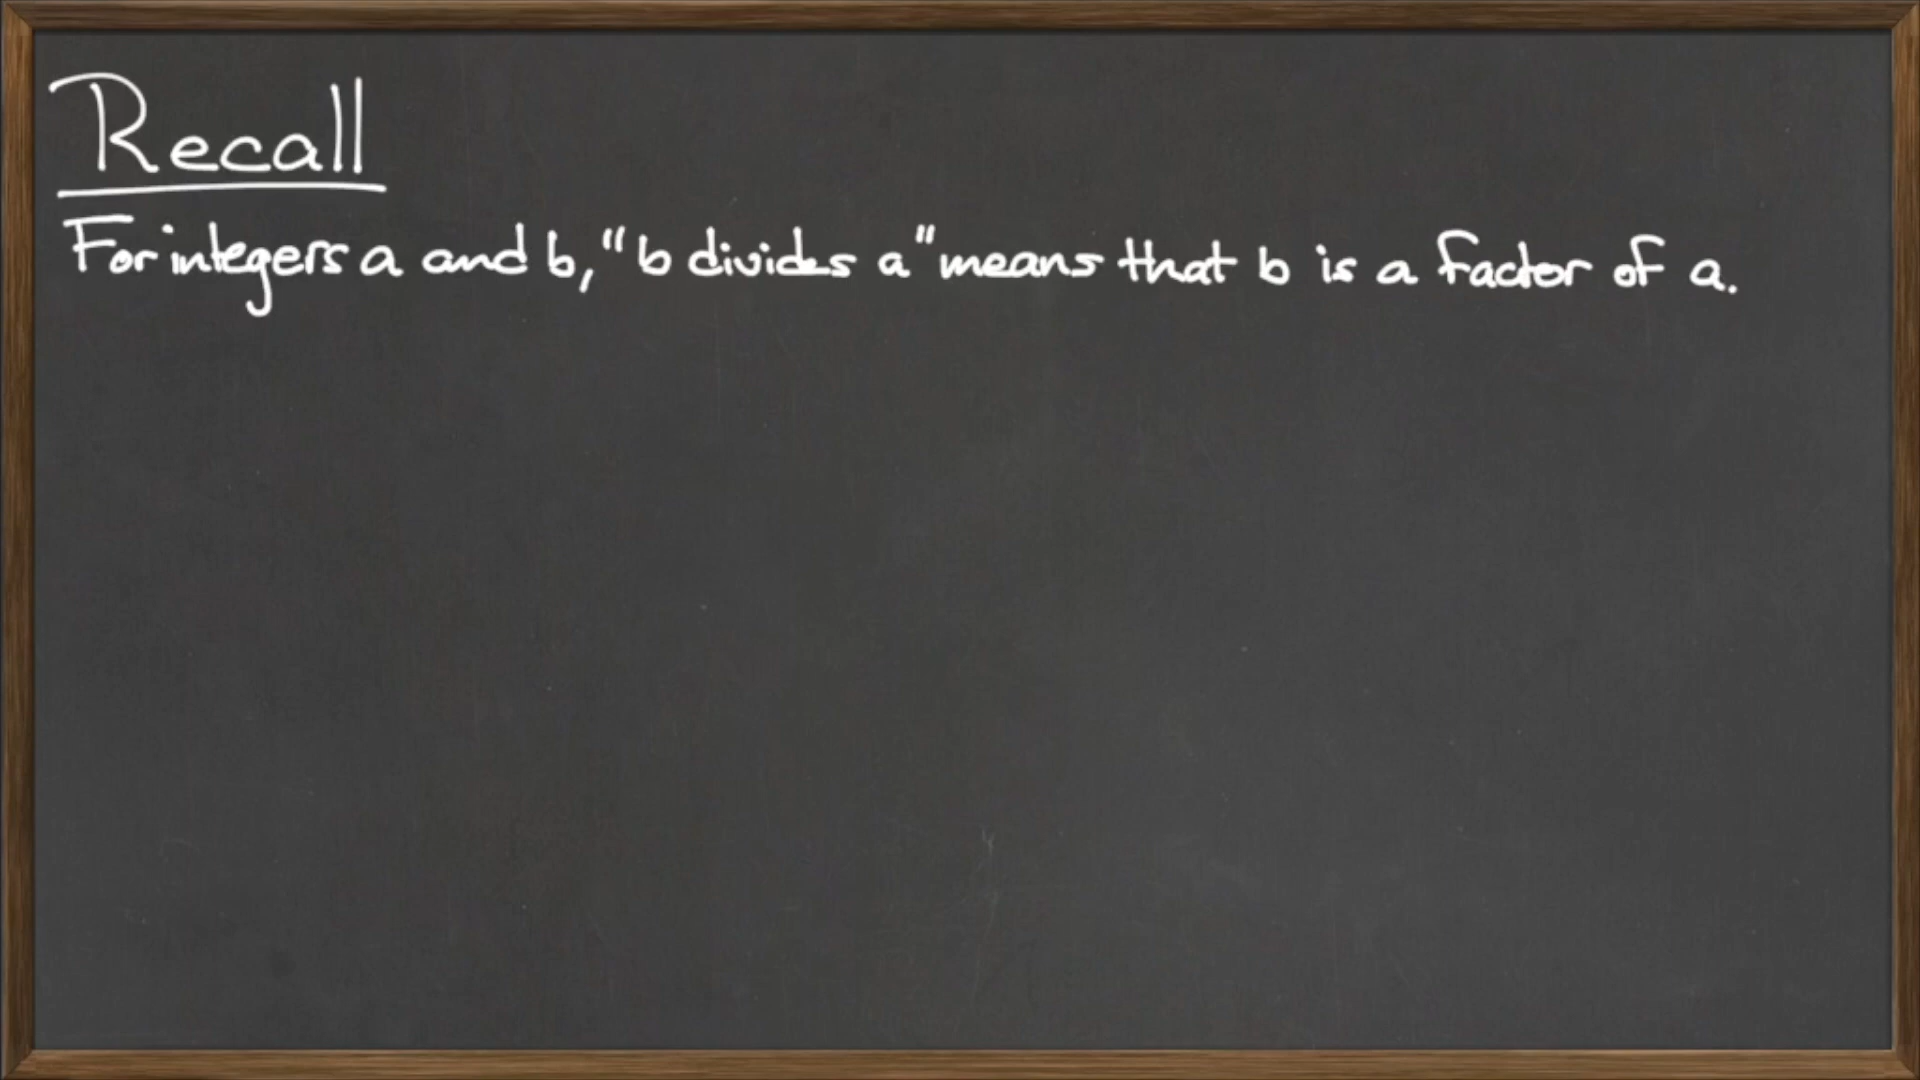 Recall
For integers a and b, "b divides a" means that b is a factor of a.